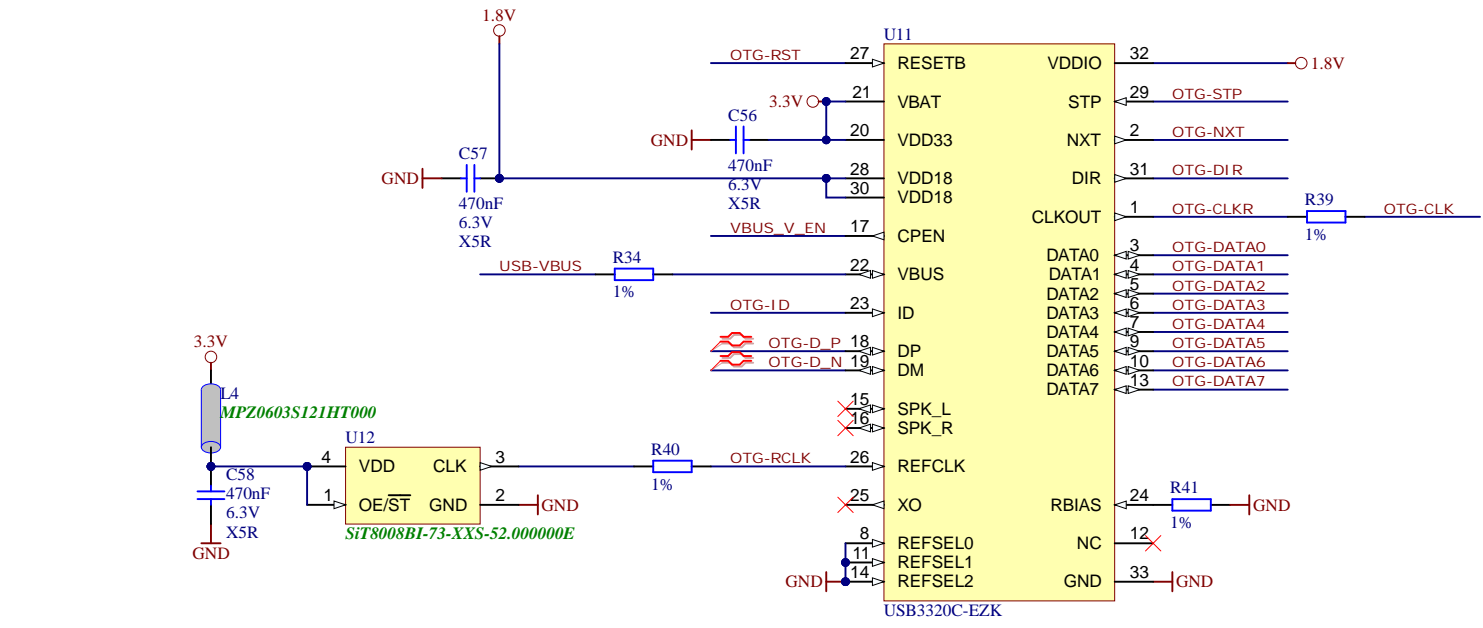 1.8V
U11
OTG-RST 27 RESETB VDDIO 32 1.8V
3.3V 21 VBAT STP 29 OTG-STP
C56
GND 20 VDD33 NXT 2 OTG-NXT
470nF
6.3V
X5R
C57
GND 28 VDD18 DIR 31 OTG-DIR
30 VDD18
470nF
6.3V
X5R
CLKOUT 1 OTG-CLKR R39 OTG-CLK
1%
VBUS_V_EN 17 CPEN
DATA0 3 OTG-DATA0
USB-VBUS R34 22 VBUS DATA1 4 OTG-DATA1
1%
DATA2 5 OTG-DATA2
OTG-ID 23 ID DATA3 6 OTG-DATA3
DATA4 7 OTG-DATA4
OTG-D_P 18 DP DATA5 9 OTG-DATA5
OTG-D_N 19 DM DATA6 10 OTG-DATA6
DATA7 13 OTG-DATA7
3.3V
L4
MPZ0603S121HT000
15 SPK_L
16 SPK_R
U12
4 VDD CLK 3 R40 OTG-RCLK 26 REFCLK
1%
C58
470nF
6.3V
X5R
GND
1 OE/ST GND 2 GND
SiT8008BI-73-XXS-52.000000E
25 XO RBIAS 24 R41 GND
1%
8 REFSEL0 NC 12
11 REFSEL1
GND 14 REFSEL2 GND 33 GND
USB3320C-EZK